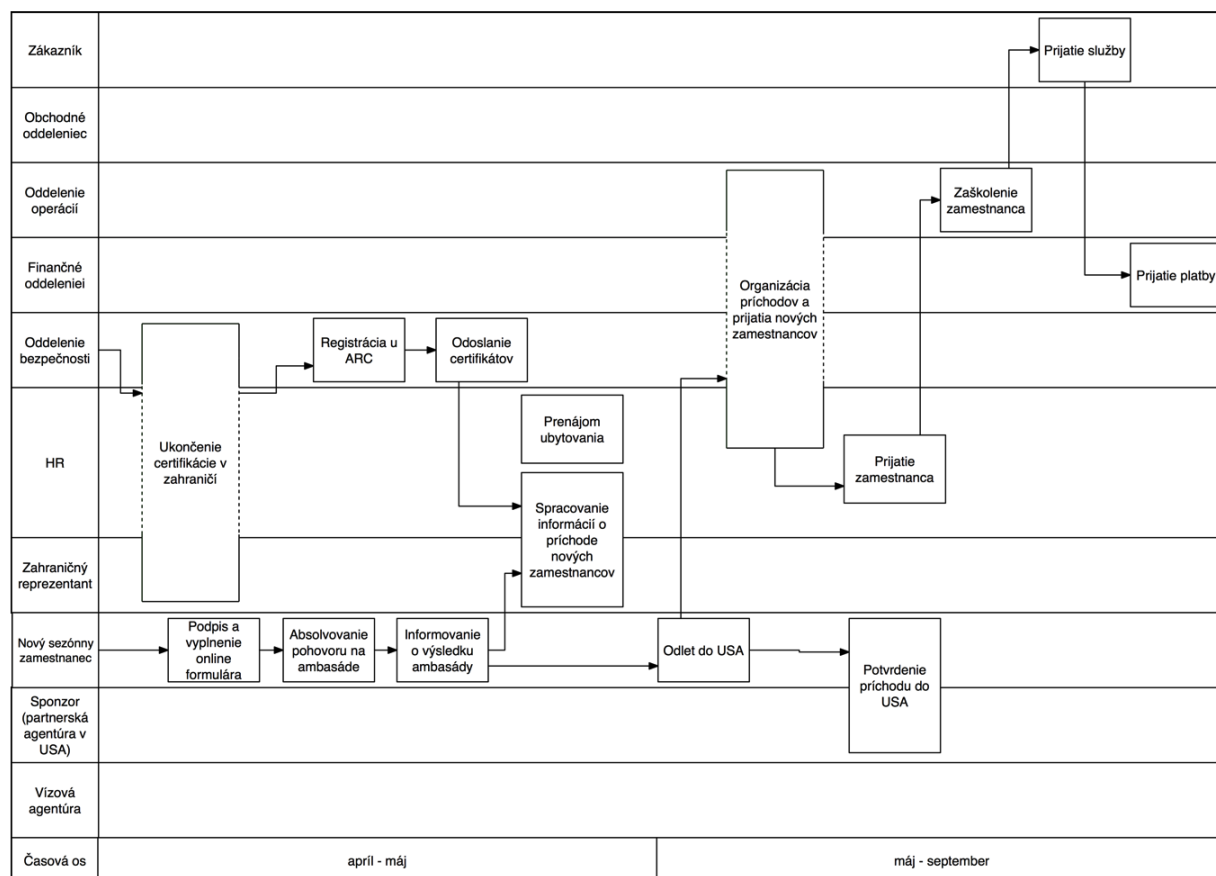 Zákazník
Prijatie služby
Obchodné
oddeleniec
Oddelenie
operácií
Zaškolenie
zamestnanca
Finančné
oddelenieі
Organizácia
príchodov a
prijatia nových
zamestnancov
Prijatie platby
Oddelenie
bezpečnosti
Registrácia u
ARC
Odoslanie
certifikátov
HR
Ukončenie
certifikácie v
zahraničí
Prenájom
ubytovania
Prijatie
zamestnanca
Spracovanie
informácií o
príchode
nových
zamestnancov
Zahraničný
reprezentant
Nový sezónny
zamestnanec
Podpis a
vyplnenie
online
formulára
Absolvovanie
pohovoru na
ambasáde
Informovanie
o výsledku
ambasády
Odlet do USA
Potvrdenie
príchodu do
USA
Sponzor
(partnerská
agentúra v
USA)
Vízová
agentúra
Časová os
apríl - máj
máj - september